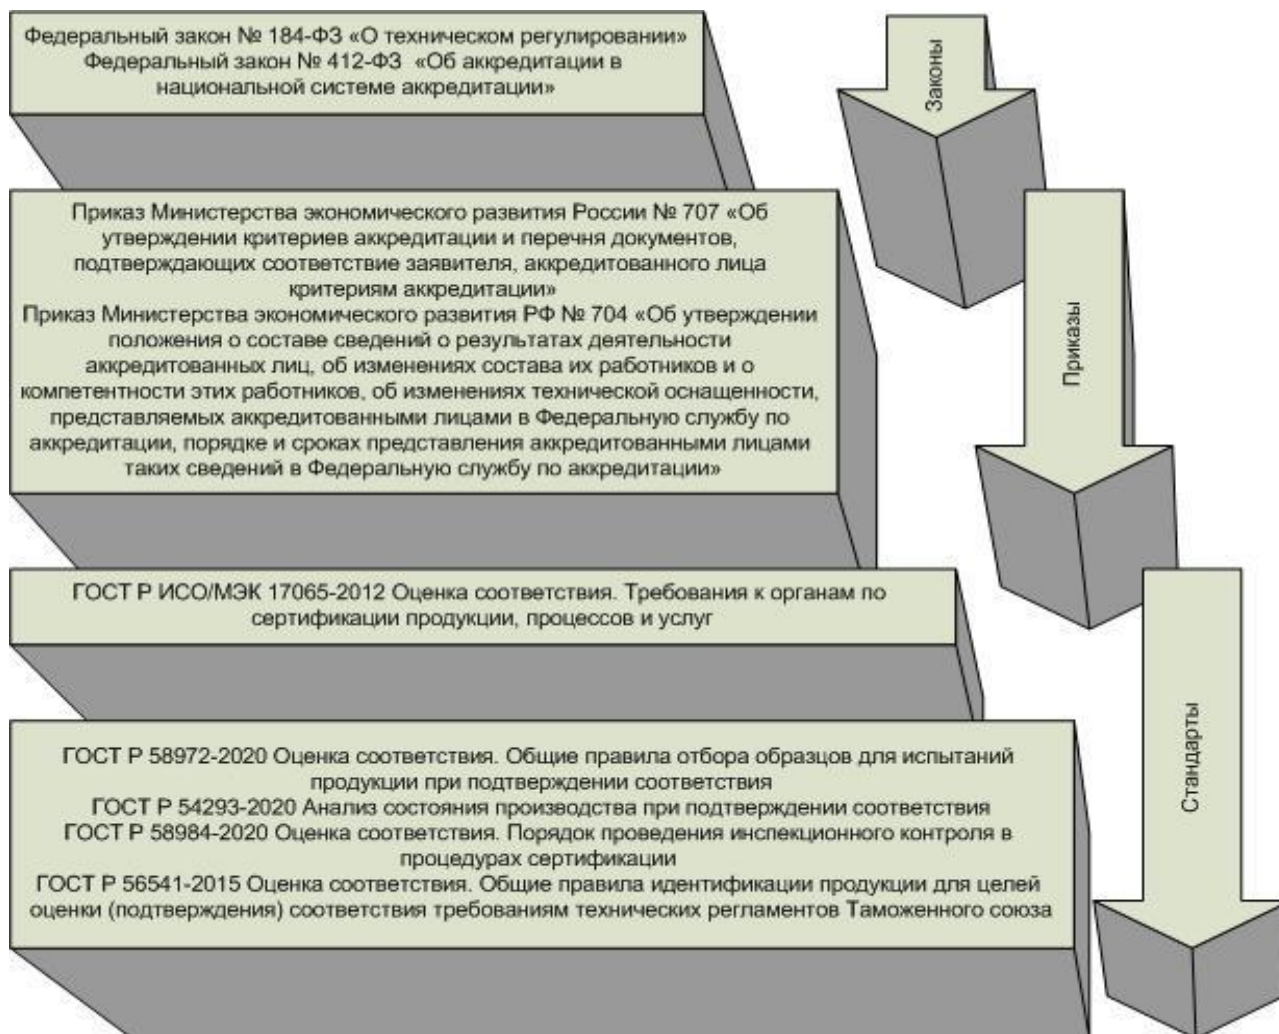 Федеральный закон № 184-ФЗ «О техническом регулировании»
Федеральный закон № 412-ФЗ «Об аккредитации в
национальной системе аккредитации»
Законы
Приказ Министерства экономического развития России № 707 «Об
утверждении критериев аккредитации и перечня документов,
подтверждающих соответствие заявителя, аккредитованного лица
критериям аккредитации»
Приказ Министерства экономического развития РФ № 704 «Об утверждении
положения о составе сведений о результатах деятельности
аккредитованных лиц, об изменениях состава их работников и о
компетентности этих работников, об изменениях технической оснащенности,
представляемых аккредитованными лицами в Федеральную службу по
аккредитации, порядке и сроках представления аккредитованными лицами
таких сведений в Федеральную службу по аккредитации»
Приказы
ГОСТ Р ИСО/МЭК 17065-2012 Оценка соответствия. Требования к органам по
сертификации продукции, процессов и услуг
ГОСТ Р 58972-2020 Оценка соответствия. Общие правила отбора образцов для испытаний
продукции при подтверждении соответствия
ГОСТ Р 54293-2020 Анализ состояния производства при подтверждении соответствия
ГОСТ Р 58984-2020 Оценка соответствия. Порядок проведения инспекционного контроля в
процедурах сертификации
ГОСТ Р 56541-2015 Оценка соответствия. Общие правила идентификации продукции для целей
оценки (подтверждения) соответствия требованиям технических регламентов Таможенного союза
Стандарты